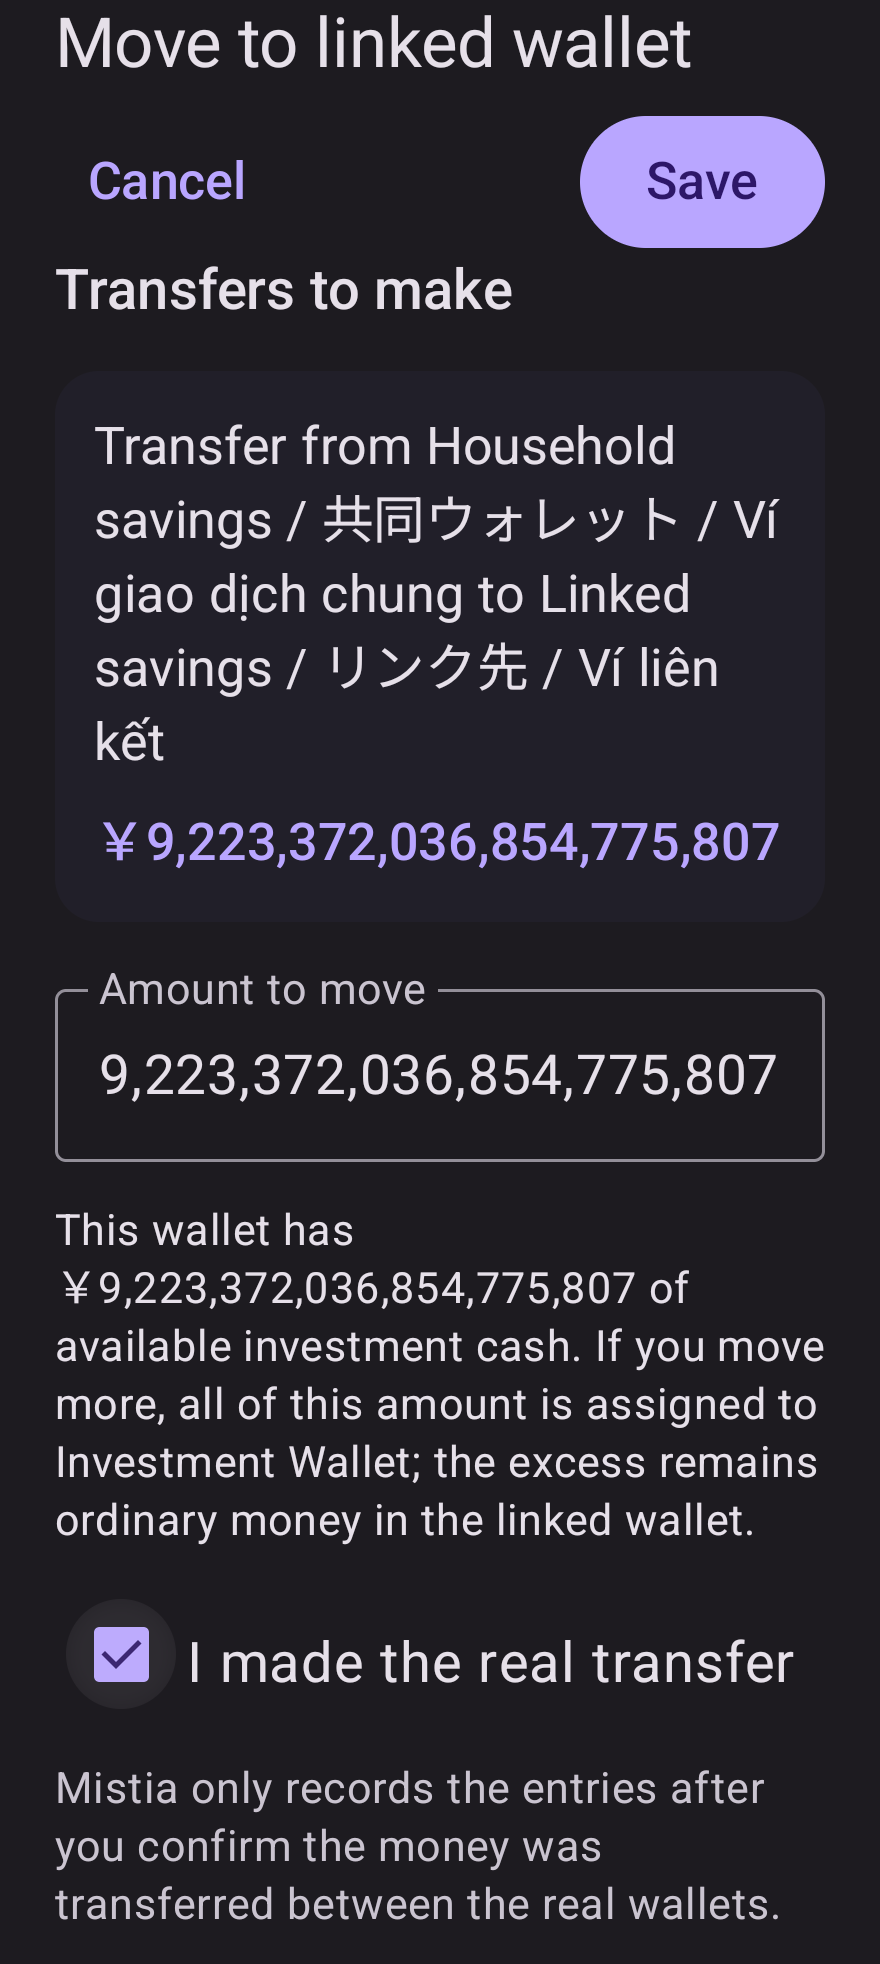 Move to linked wallet
Cancel
Save
Transfers to make
Transfer from Household
savings / 共同ウォレット / Ví
giao dịch chung to Linked
savings / リンク先 / Ví liên
kết
¥9,223,372,036,854,775,807
Amount to move
9,223,372,036,854,775,807
This wallet has
¥9,223,372,036,854,775,807 of
available investment cash. If you move
more, all of this amount is assigned to
Investment Wallet; the excess remains
ordinary money in the linked wallet.
I made the real transfer
Mistia only records the entries after
you confirm the money was
transferred between the real wallets.